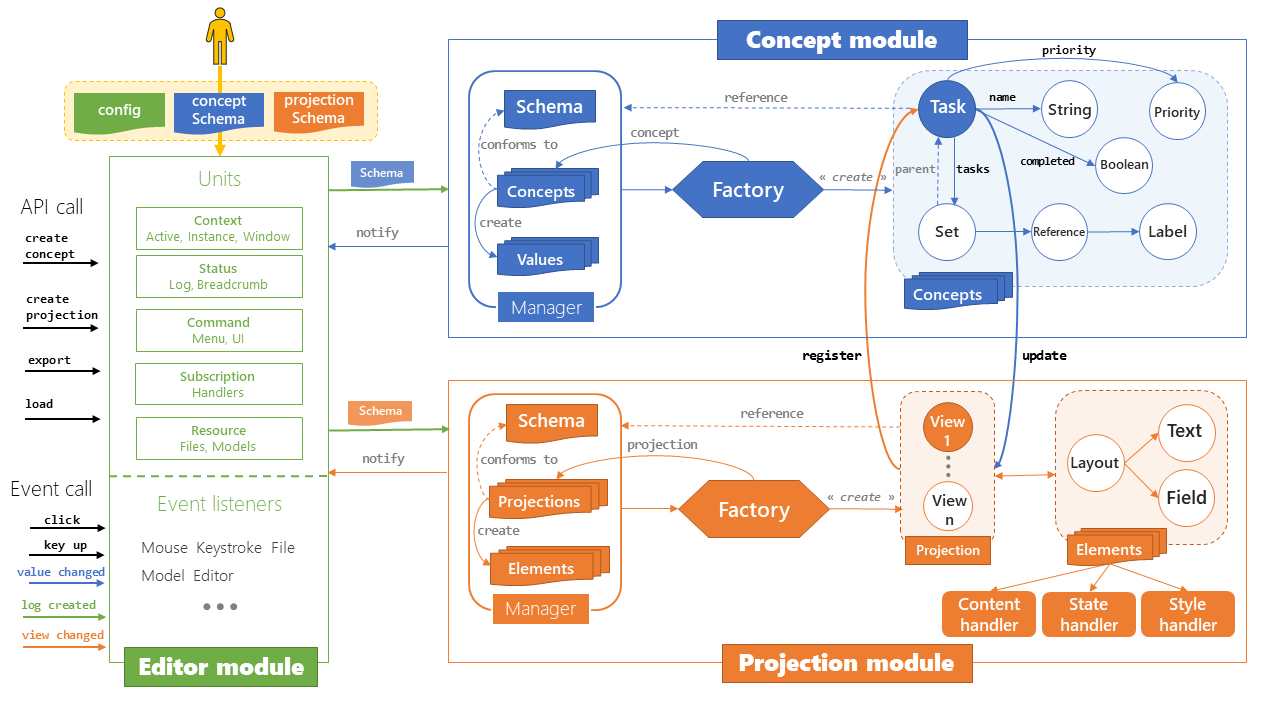 config
concept
Schema
projection
Schema
Units
Context
Active, Instance, Window
Status
Log, Breadcrumb
Command
Menu, UI
Subscription
Handlers
Resource
Files, Models
Event listeners
Mouse Keystroke File
Model Editor
Editor module
API call
create
concept
create
projection
export
load
Event call
click
key up
value changed
log created
view changed
Schema
notify
Schema
notify
Concept module
Schema
conforms to
Concepts
create
Values
Manager
reference
concept
Factory
« create »
Task
priority
name
String
Priority
completed
Boolean
parent
tasks
Set
Reference
Label
Concepts
register
update
Schema
conforms to
Projections
create
Elements
Manager
reference
projection
Factory
« create »
View
1
View
n
Projection
Layout
Text
Field
Elements
Content
handler
State
handler
Style
handler
Projection module